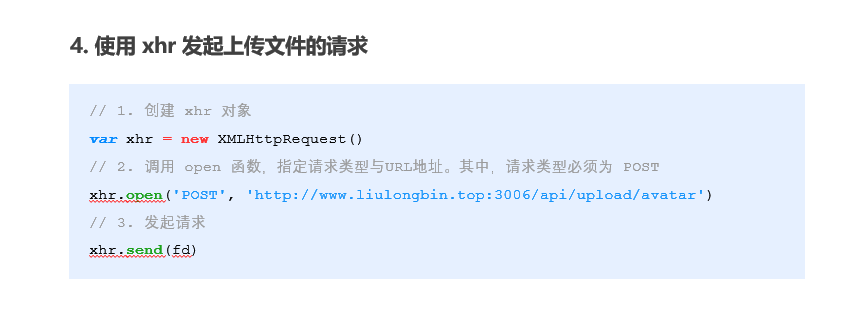 4. 使用 xhr 发起上传文件的请求
// 1. 创建 xhr 对象
var xhr = new XMLHttpRequest()
// 2. 调用 open 函数，指定请求类型与URL地址。其中，请求类型必须为 POST
xhr.open('POST', 'http://www.liulongbin.top:3006/api/upload/avatar')
// 3. 发起请求
xhr.send(fd)